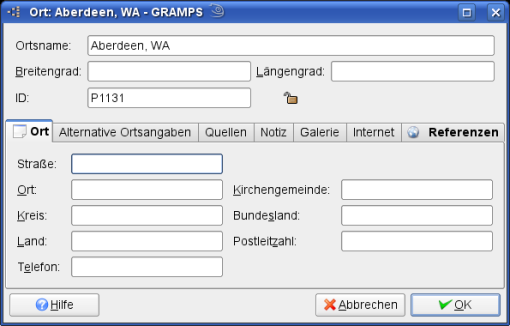 Ort: Aberdeen, WA - GRAMPS
Ortsname: Aberdeen, WA
Breitengrad: Längengrad:
ID: P1131
Ort Alternative Ortsangaben Quellen Notiz Galerie Internet Referenzen
Straße:
Ort: Kirchengemeinde:
Kreis: Bundesland:
Land: Postleitzahl:
Telefon:
Hilfe Abbrechen OK